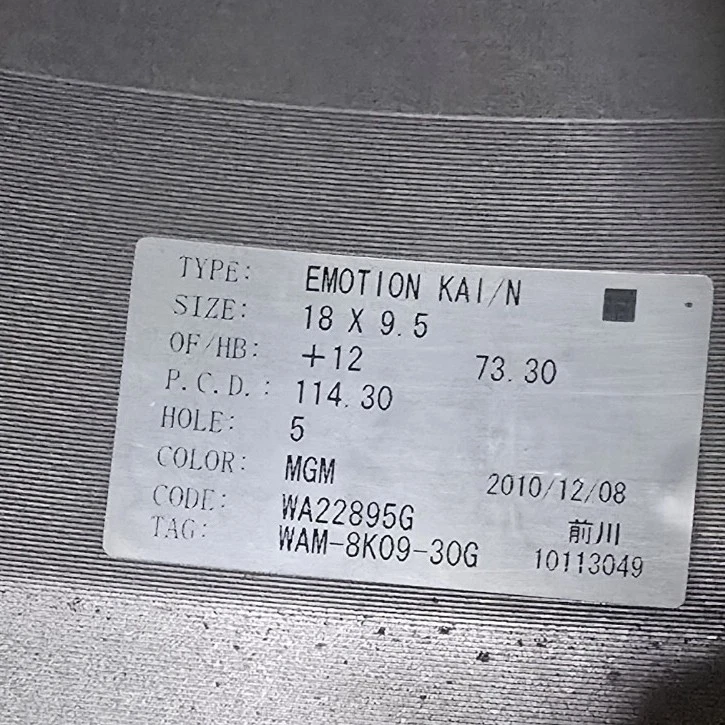 TYPE: EMOTION KAI/N
SIZE: 18 X 9.5
OF/HB: +12 73.30
P.C.D.: 114.30
HOLE: 5
COLOR: MGM 2010/12/08
CODE: WA22895G 前川
TAG: WAM-8K09-30G 10113049